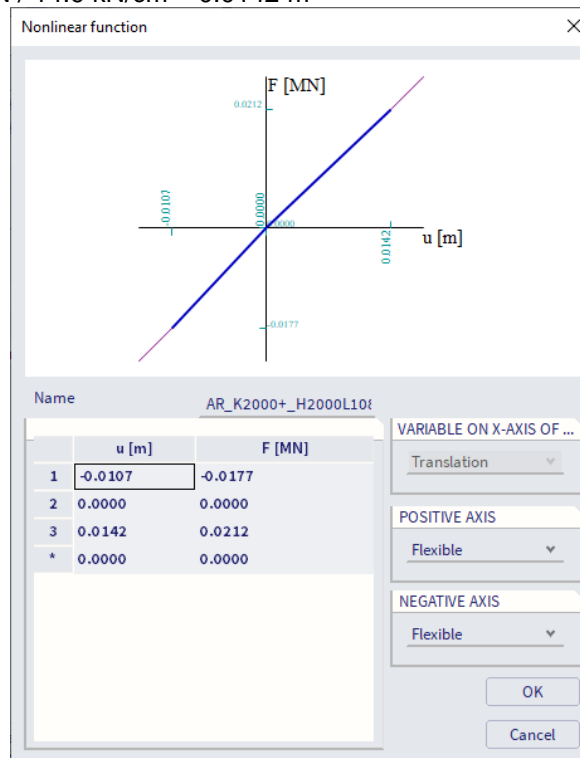 Nonlinear function
F [MN]
0.0212
-0.0107
0.0000
0.0000
0.0142
u [m]
-0.0177
Name
AR_K2000+_H2000L108
VARIABLE ON X-AXIS OF ...
Translation
u [m] F [MN]
1 -0.0107 -0.0177
2 0.0000 0.0000
3 0.0142 0.0212
* 0.0000 0.0000
POSITIVE AXIS
Flexible
NEGATIVE AXIS
Flexible
OK
Cancel